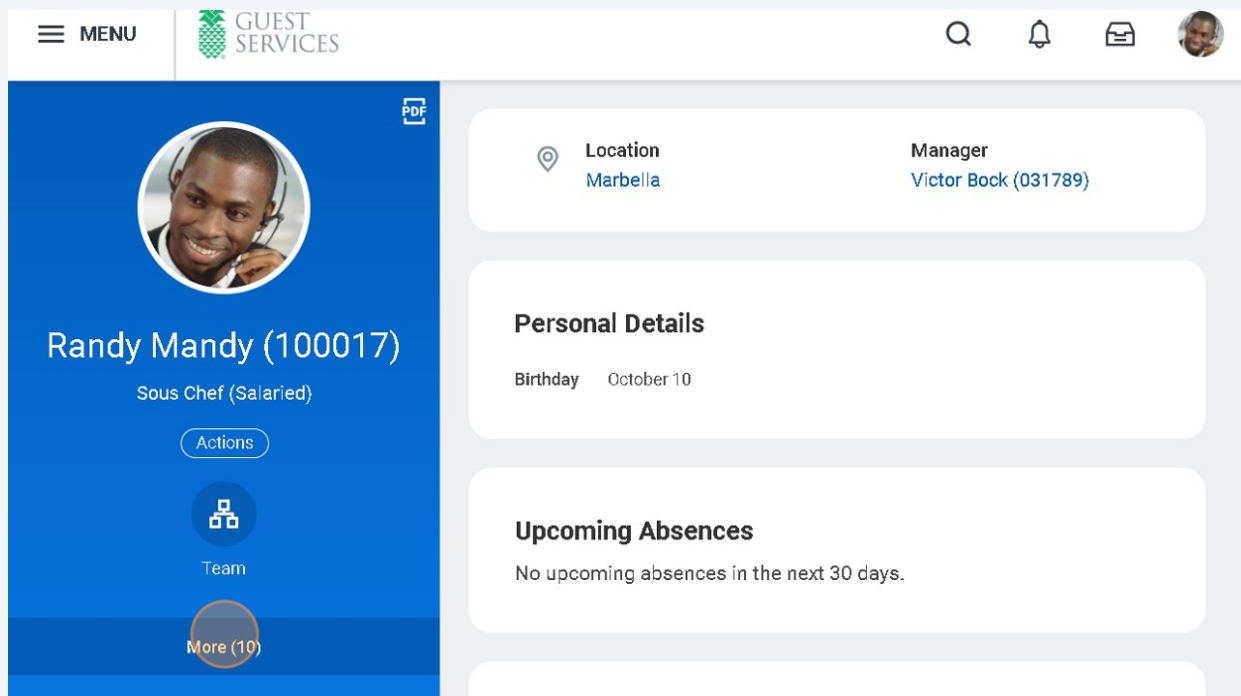 MENU
GUEST
SERVICES
PDF
Randy Mandy (100017)
Sous Chef (Salaried)
Actions
Team
More (10)
Location
Marbella
Manager
Victor Bock (031789)
Personal Details
Birthday October 10
Upcoming Absences
No upcoming absences in the next 30 days.